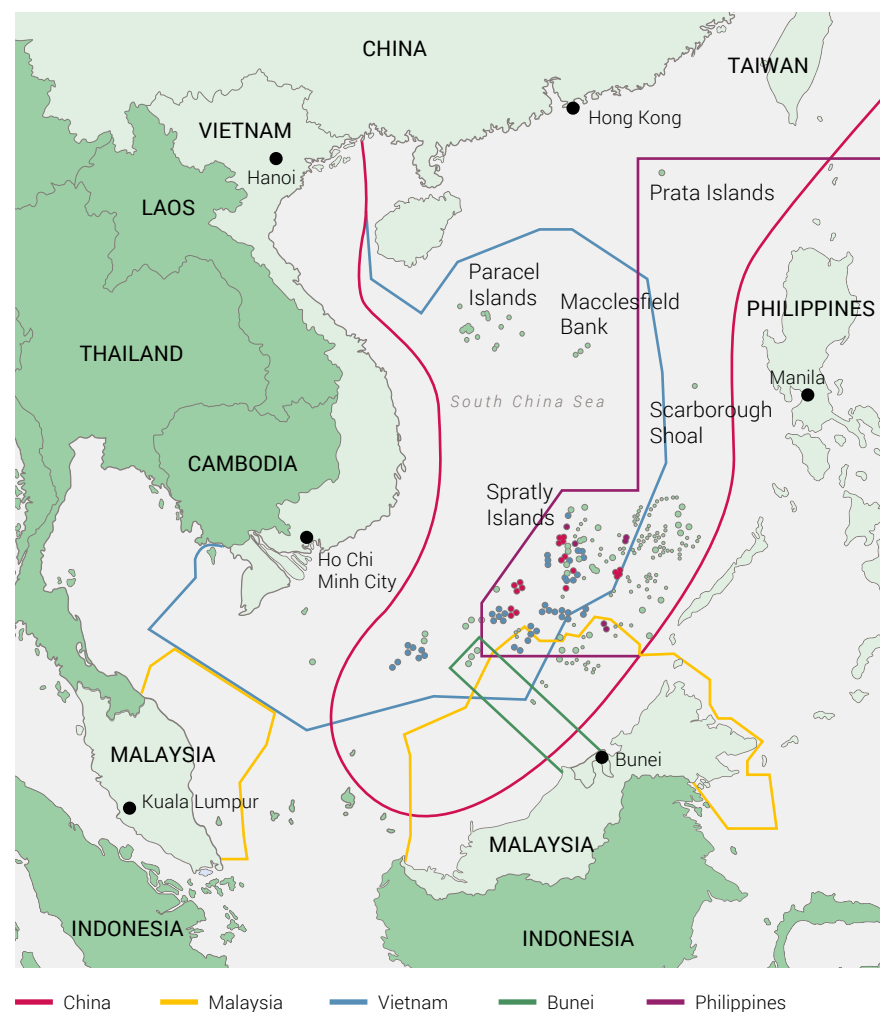 CHINA
TAIWAN
Hong Kong
VIETNAM
Hanoi
Prata Islands
LAOS
Paracel
Islands
Macclesfield
Bank
PHILIPPINES
THAILAND
Manila
South China Sea
Scarborough
Shoal
CAMBODIA
Spratly
Islands
Ho Chi
Minh City
MALAYSIA
Bunei
Kuala Lumpur
MALAYSIA
INDONESIA
INDONESIA
China
Malaysia
Vietnam
Bunei
Philippines